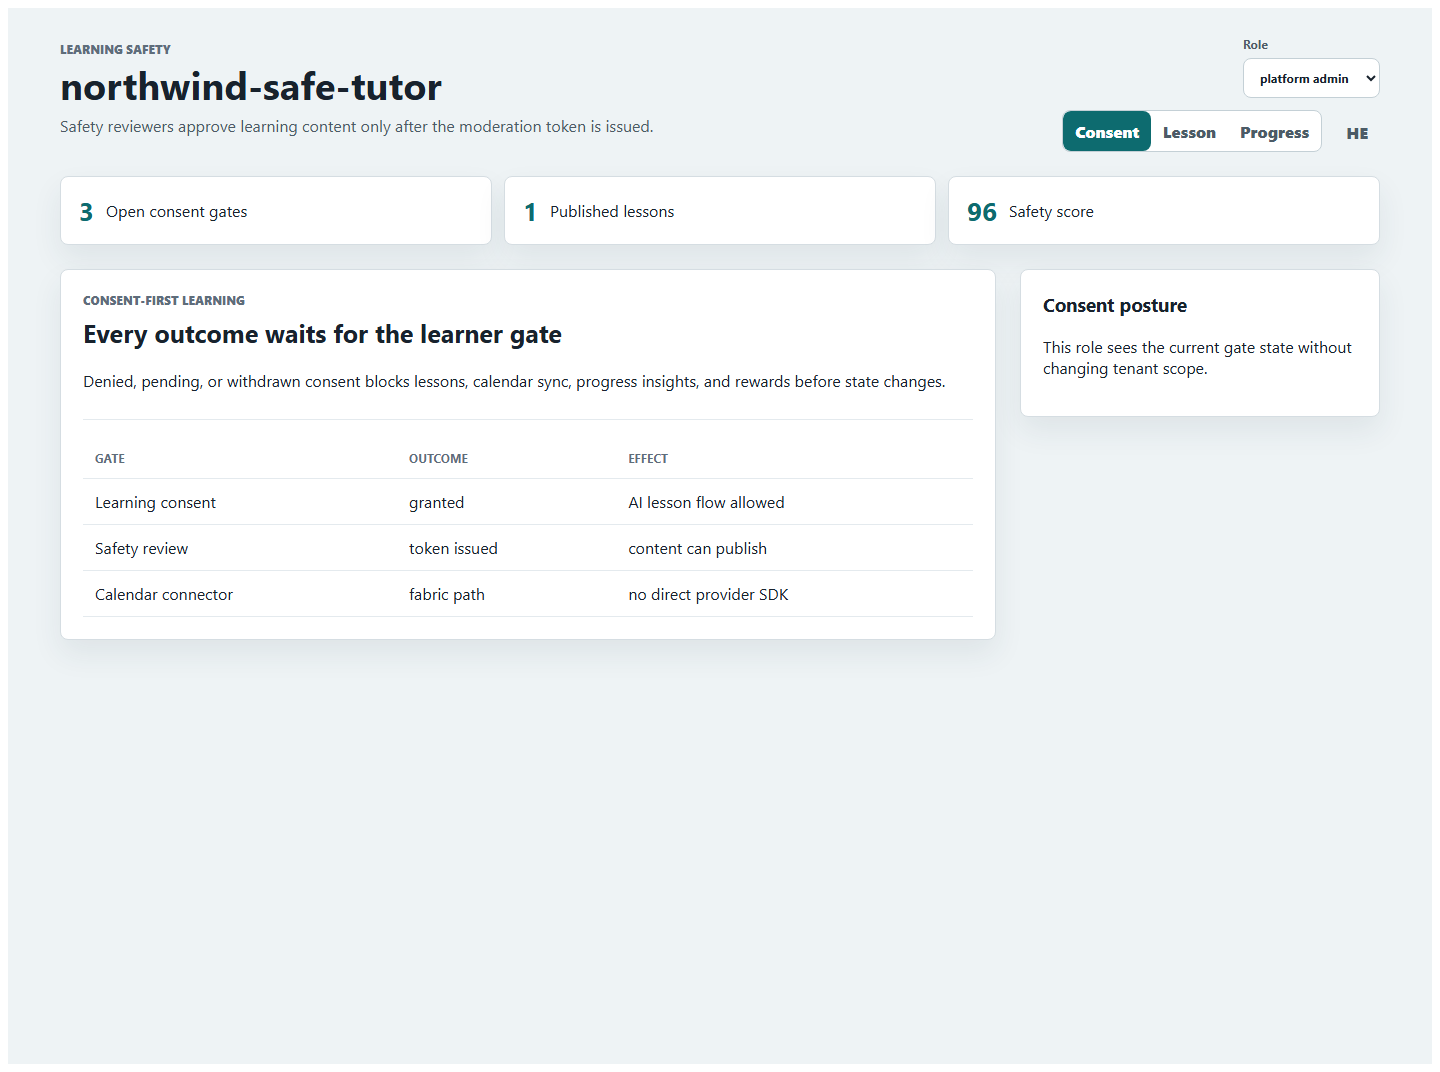 LEARNING SAFETY
northwind-safe-tutor
Safety reviewers approve learning content only after the moderation token is issued.
Role
platform admin
Consent
Lesson
Progress
HE
3 Open consent gates
1 Published lessons
96 Safety score
CONSENT-FIRST LEARNING
Every outcome waits for the learner gate
Denied, pending, or withdrawn consent blocks lessons, calendar sync, progress insights, and rewards before state changes.
GATE OUTCOME EFFECT
Learning consent granted AI lesson flow allowed
Safety review token issued content can publish
Calendar connector fabric path no direct provider SDK
Consent posture
This role sees the current gate state without
changing tenant scope.